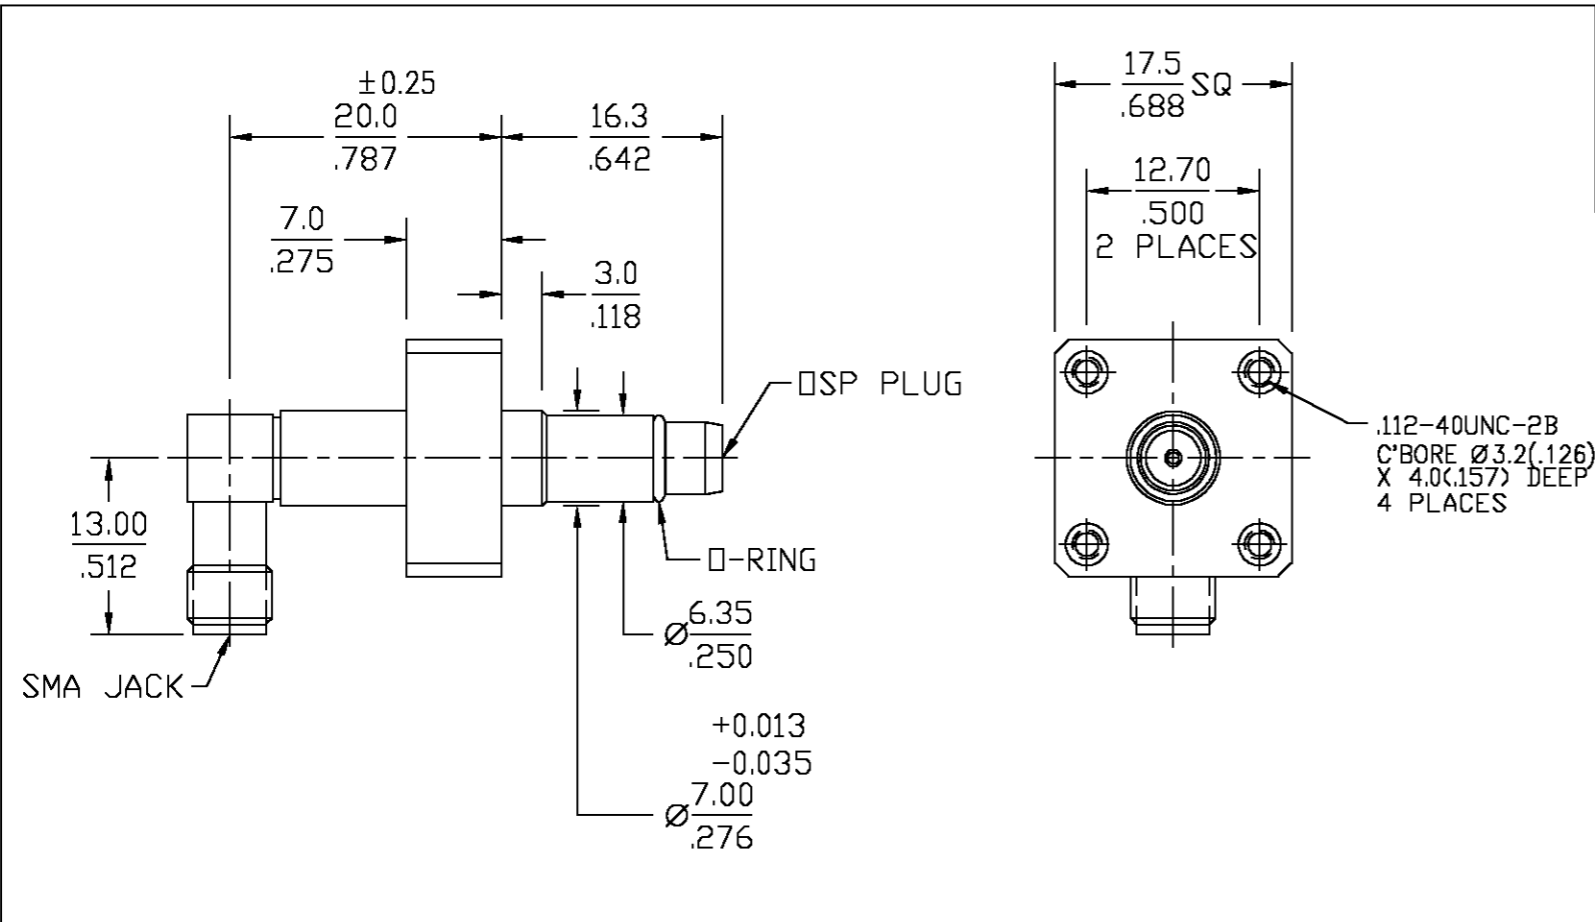 ±0.25
20.0
.787
16.3
.642
7.0
.275
3.0
.118
OSP PLUG
13.00
.512
O-RING
Ø6.35
.250
SMA JACK
+0.013
-0.035
Ø7.00
.276
17.5
.688
SQ
12.70
.500
2 PLACES
.112-40UNC-2B
C'BORE Ø3.2(.126)
X 4.0(.157) DEEP
4 PLACES